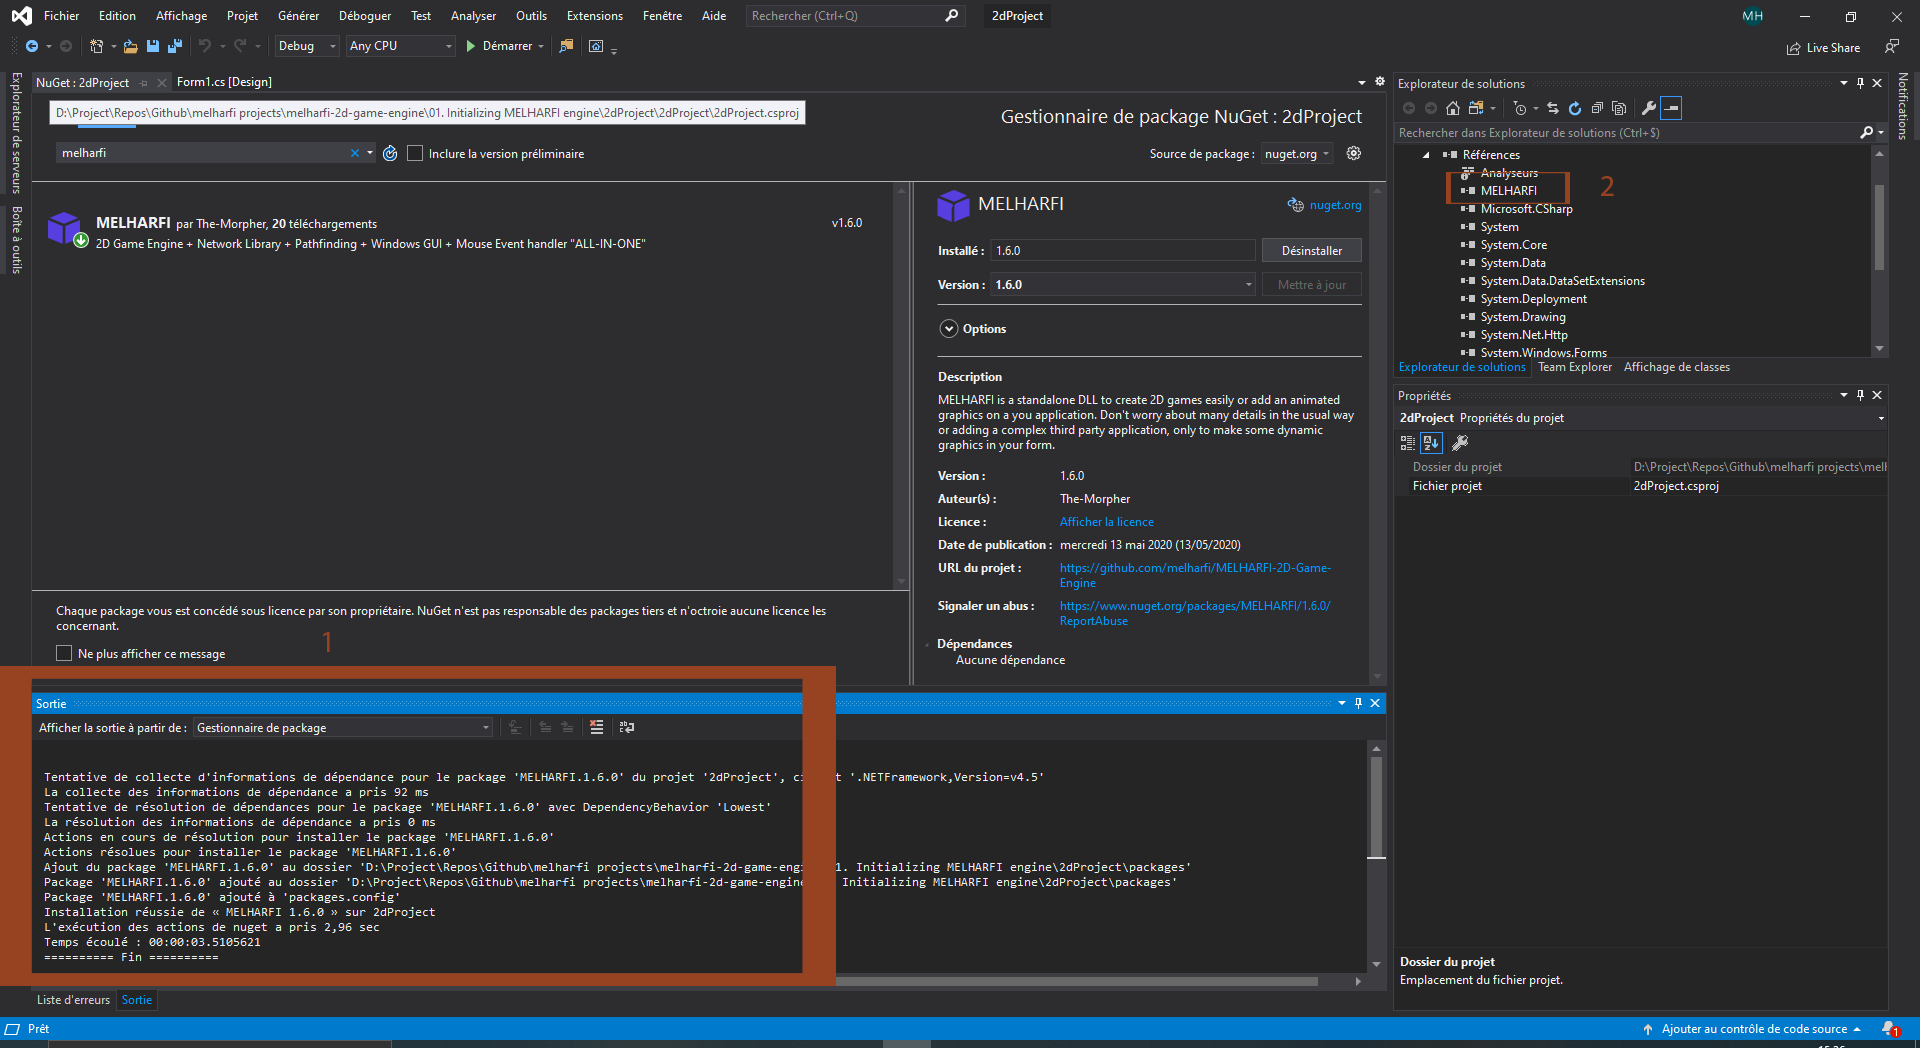 Fichier Edition Affichage Projet Générer Déboguer Test Analyser Outils Extensions Fenêtre Aide Rechercher (Ctrl+Q) 2dProject MH
Debug Any CPU Démarrer Live Share
Explorateur de serveurs
Boîte à outils
NuGet : 2dProject Form1.cs [Design]
D:\Project\Repos\Github\melharfi projects\melharfi-2d-game-engine\01. Initializing MELHARFI engine\2dProject\2dProject\2dProject.csproj
Gestionnaire de package NuGet : 2dProject
melharfi Inclure la version préliminaire
Source de package : nuget.org
MELHARFI par The-Morpher, 20 téléchargements v1.6.0
2D Game Engine + Network Library + Pathfinding + Windows GUI + Mouse Event handler "ALL-IN-ONE"
Chaque package vous est concédé sous licence par son propriétaire. NuGet n'est pas responsable des packages tiers et n'octroie aucune licence les
concernant.
1
Ne plus afficher ce message
MELHARFI nuget.org
Installé : 1.6.0 Désinstaller
Version : 1.6.0 Mettre à jour
Options
Description
MELHARFI is a standalone DLL to create 2D games easily or add an animated
graphics on a you application. Don't worry about many details in the usual way
or adding a complex third party application, only to make some dynamic
graphics in your form.
Version : 1.6.0
Auteur(s) : The-Morpher
Licence : Afficher la licence
Date de publication : mercredi 13 mai 2020 (13/05/2020)
URL du projet : https://github.com/melharfi/MELHARFI-2D-Game-
Engine
Signaler un abus : https://www.nuget.org/packages/MELHARFI/1.6.0/
ReportAbuse
Dépendances
Aucune dépendance
Sortie
Afficher la sortie à partir de : Gestionnaire de package
Tentative de collecte d'informations de dépendance pour le package 'MELHARFI.1.6.0' du projet '2dProject', ci t '.NETFramework,Version=v4.5'
La collecte des informations de dépendance a pris 92 ms
Tentative de résolution de dépendances pour le package 'MELHARFI.1.6.0' avec DependencyBehavior 'Lowest'
La résolution des informations de dépendance a pris 0 ms
Actions en cours de résolution pour installer le package 'MELHARFI.1.6.0'
Actions résolues pour installer le package 'MELHARFI.1.6.0'
Ajout du package 'MELHARFI.1.6.0' au dossier 'D:\Project\Repos\Github\melharfi projects\melharfi-2d-game-engi 1. Initializing MELHARFI engine\2dProject\packages'
Package 'MELHARFI.1.6.0' ajouté au dossier 'D:\Project\Repos\Github\melharfi projects\melharfi-2d-game-engine Initializing MELHARFI engine\2dProject\packages'
Package 'MELHARFI.1.6.0' ajouté à 'packages.config'
Installation réussie de « MELHARFI 1.6.0 » sur 2dProject
L'exécution des actions de nuget a pris 2,96 sec
Temps écoulé : 00:00:03.5105621
========== Fin ==========
Liste d'erreurs Sortie
Explorateur de solutions
Rechercher dans Explorateur de solutions (Ctrl+$)
Références
Analyseurs
MELHARFI
2
Microsoft.CSharp
System
System.Core
System.Data
System.Data.DataSetExtensions
System.Deployment
System.Drawing
System.Net.Http
System.Windows.Forms
Explorateur de solutions Team Explorer Affichage de classes
Propriétés
2dProject Propriétés du projet
Dossier du projet D:\Project\Repos\Github\melharfi projects\mel
Fichier projet 2dProject.csproj
Dossier du projet
Emplacement du fichier projet.
Notifications
Prêt Ajouter au contrôle de code source 1